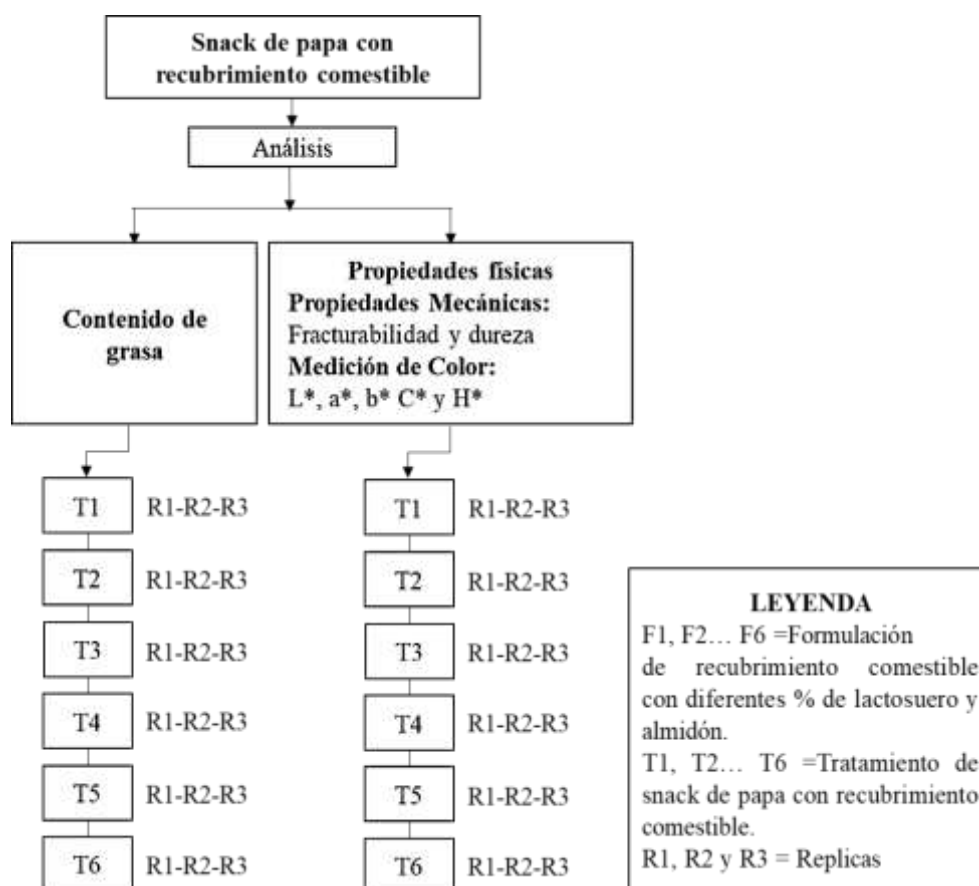 Snack de papa con
recubrimiento comestible
Análisis
Contenido de
grasa
Propiedades físicas
Propiedades Mecánicas:
Fracturabilidad y dureza
Medición de Color:
L*, a*, b* C* y H*
T1 R1-R2-R3
T2 R1-R2-R3
T3 R1-R2-R3
T4 R1-R2-R3
T5 R1-R2-R3
T6 R1-R2-R3
T1 R1-R2-R3
T2 R1-R2-R3
T3 R1-R2-R3
T4 R1-R2-R3
T5 R1-R2-R3
T6 R1-R2-R3
LEYENDA
F1, F2... F6 =Formulación
de recubrimiento comestible
con diferentes % de lactosuero y
almidón.
T1, T2... T6 =Tratamiento de
snack de papa con recubrimiento
comestible.
R1, R2 y R3 = Replicas